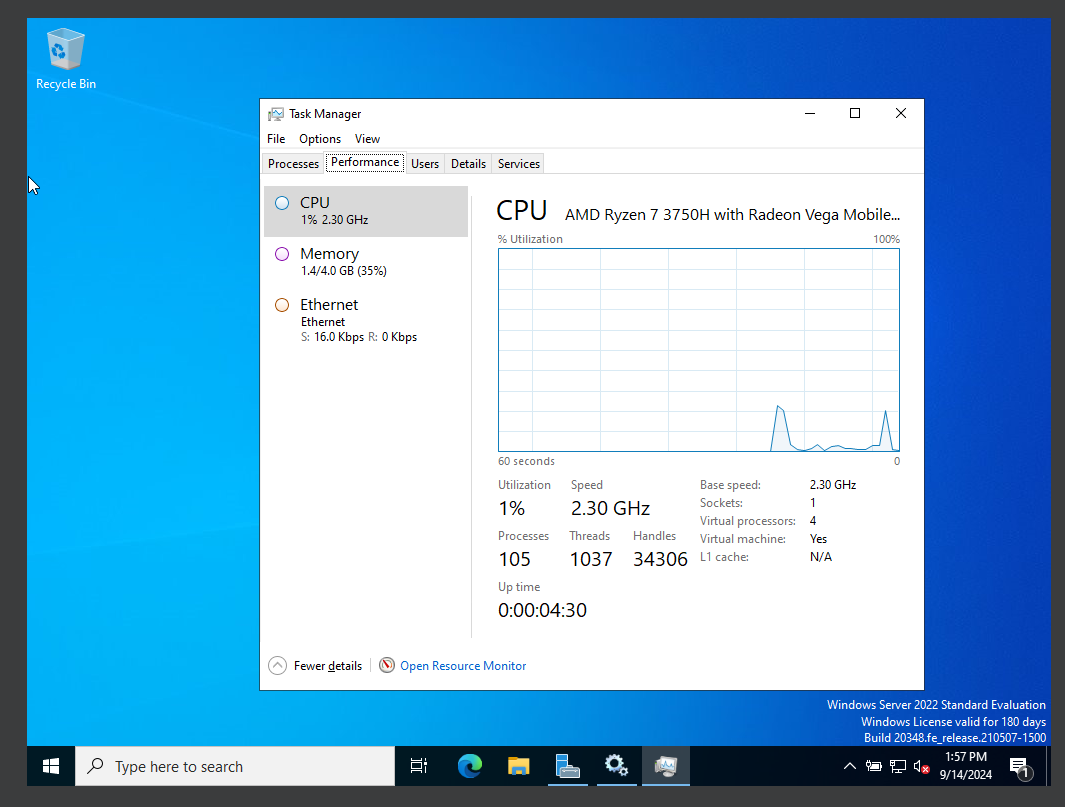 Recycle Bin
Task Manager
File Options View
Processes Performance Users Details Services
CPU
1% 2.30 GHz
Memory
1.4/4.0 GB (35%)
Ethernet
Ethernet
S: 16.0 Kbps R: 0 Kbps
CPU AMD Ryzen 7 3750H with Radeon Vega Mobile...
% Utilization 100%
60 seconds 0
Utilization Speed
1% 2.30 GHz
Processes Threads Handles
105 1037 34306
Up time
0:00:04:30
Base speed: 2.30 GHz
Sockets: 1
Virtual processors: 4
Virtual machine: Yes
L1 cache: N/A
Fewer details Open Resource Monitor
Windows Server 2022 Standard Evaluation
Windows License valid for 180 days
Build 20348.fe_release.210507-1500
Type here to search
1:57 PM
9/14/2024
1